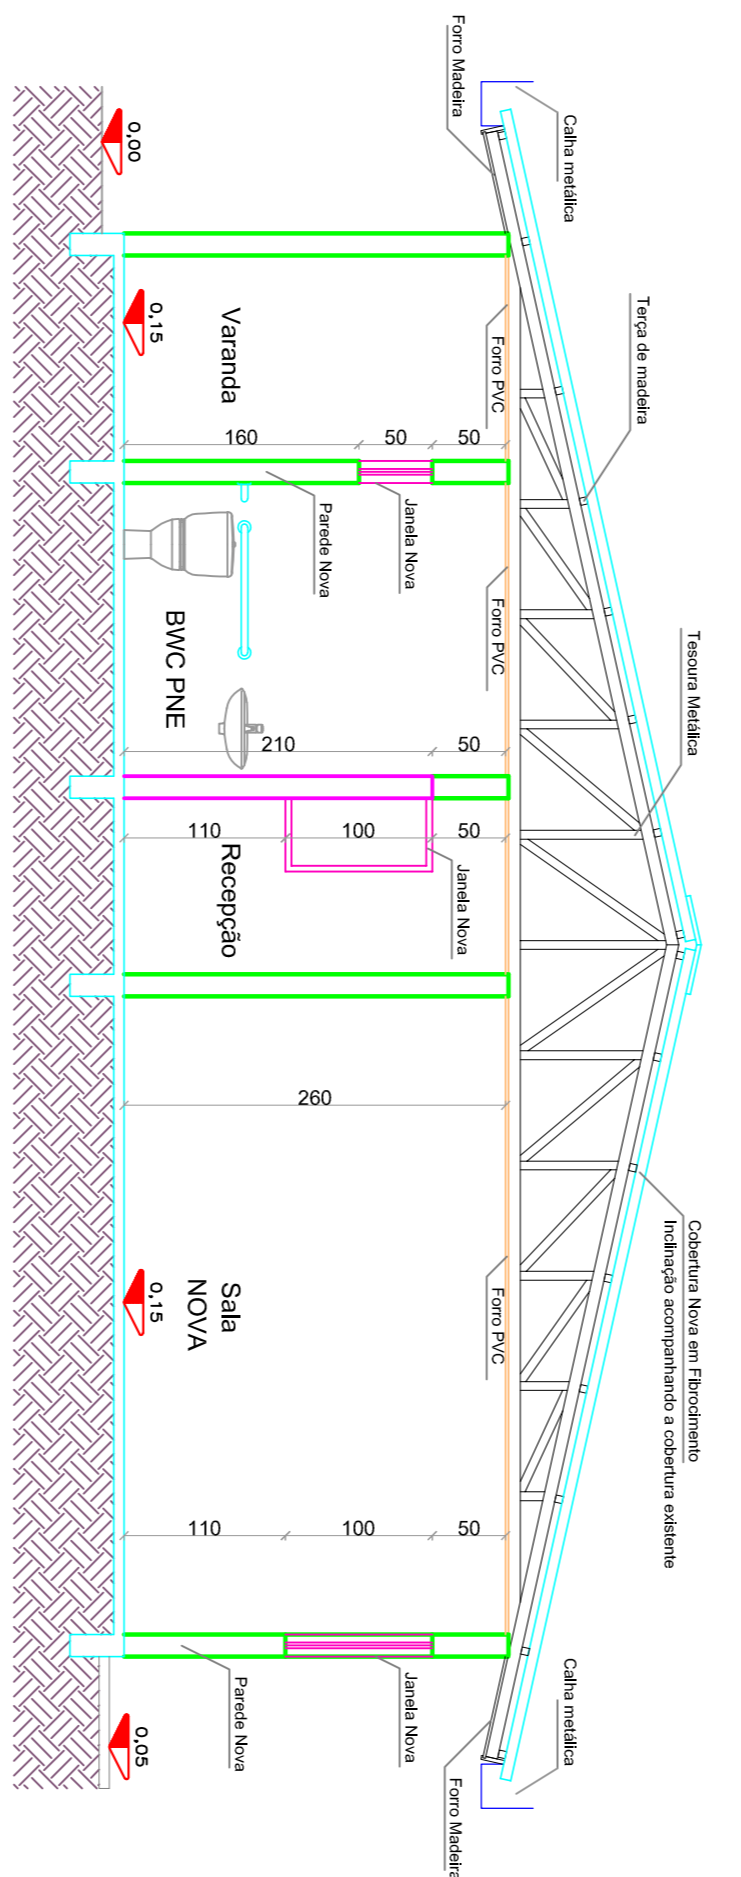 Forro Madeira
Calha metálica
Terça de madeira
Tesoura Metálica
Cobertura Nova em Fibrocimento
Inclinação acompanhando a cobertura existente
Calha metálica
Forro Madeira
Forro PVC
Forro PVC
Forro PVC
0,00
0,15
Varanda
160
50
50
Janela Nova
Parede Nova
BWC PNE
210
50
110
100
50
Janela Nova
Recepção
260
Sala
NOVA
0,15
110
100
50
Janela Nova
Parede Nova
0,05